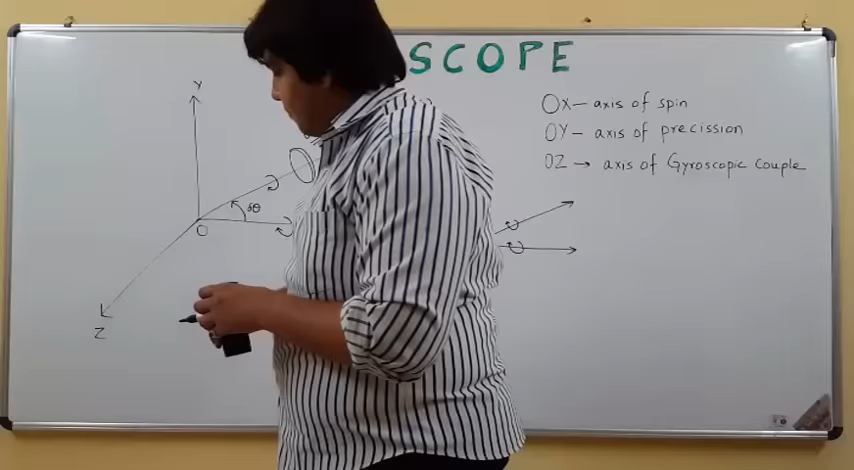 SCOPE
OX— axis of spin
OY — axis of precission
OZ → axis of Gyroscopic Couple
Y
δθ
O
Z